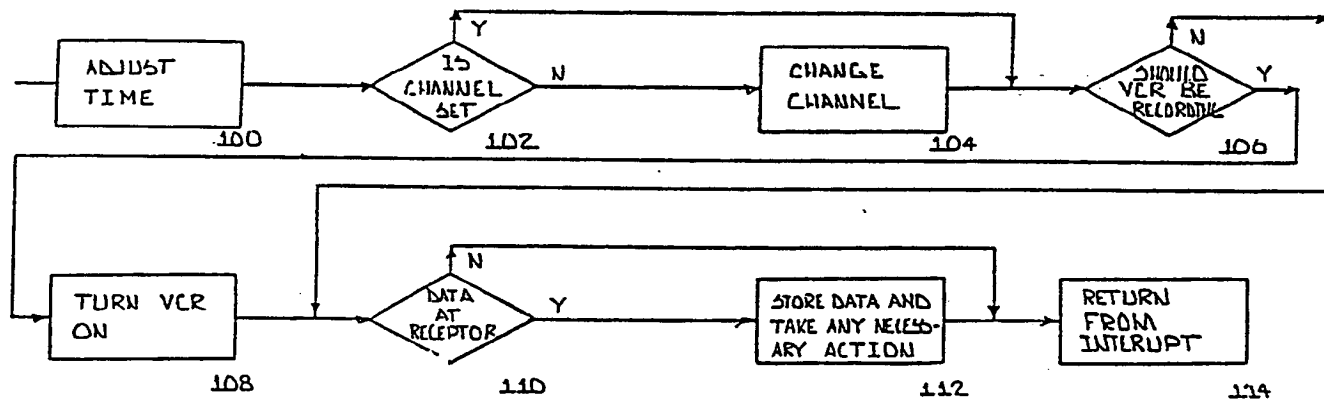 ADJUST
TIME
100
Y
IS
CHANNEL
SET
N
102
CHANGE
CHANNEL
104
N
SHOULD
VCR BE
RECORDING
Y
106
TURN VCR
ON
108
N
DATA
AT
RECEPTOR
Y
110
STORE DATA AND
TAKE ANY NECESS-
ARY ACTION
112
RETURN
FROM
INTERUPT
114